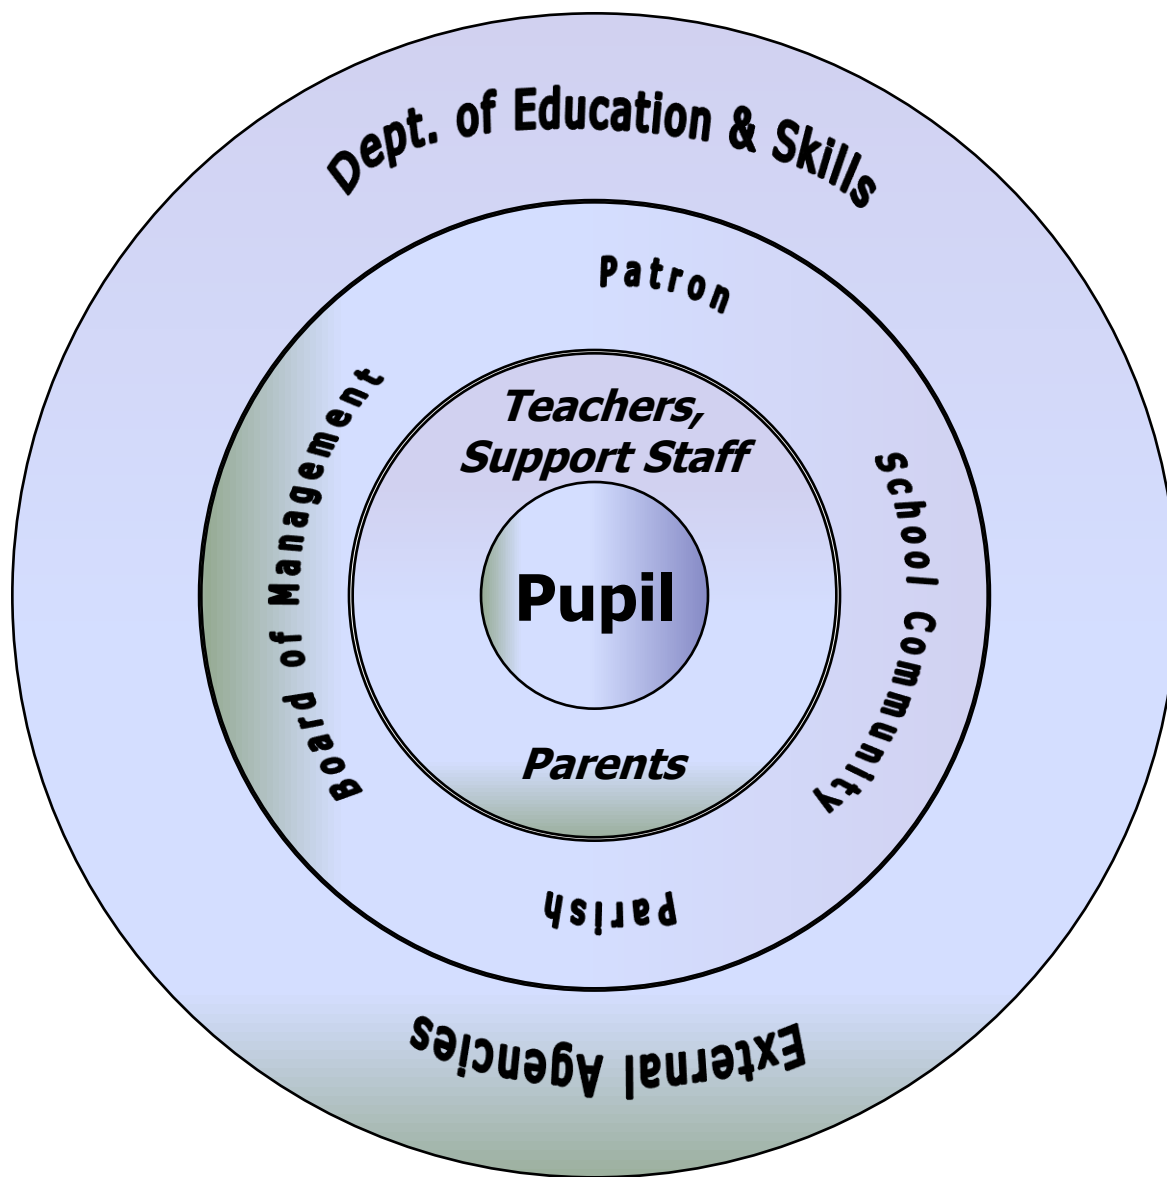 Dept. of Education & Skills
Patron
Board of Management
School Community
Teachers,
Support Staff
Pupil
Parents
Parish
External Agencies